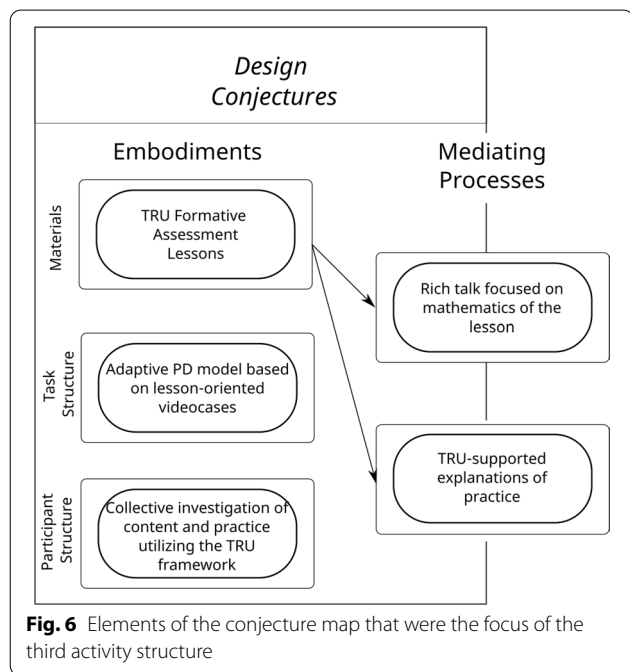 Design
Conjectures
Embodiments
Mediating
Processes
Materials
TRU Formative
Assessment
Lessons
Rich talk focused on
mathematics of the
lesson
Task
Structure
Adaptive PD model based
on lesson-oriented
videocases
TRU-supported
explanations of
practice
Participant
Structure
Collective investigation of
content and practice
utilizing the TRU
framework
Fig. 6 Elements of the conjecture map that were the focus of the
third activity structure